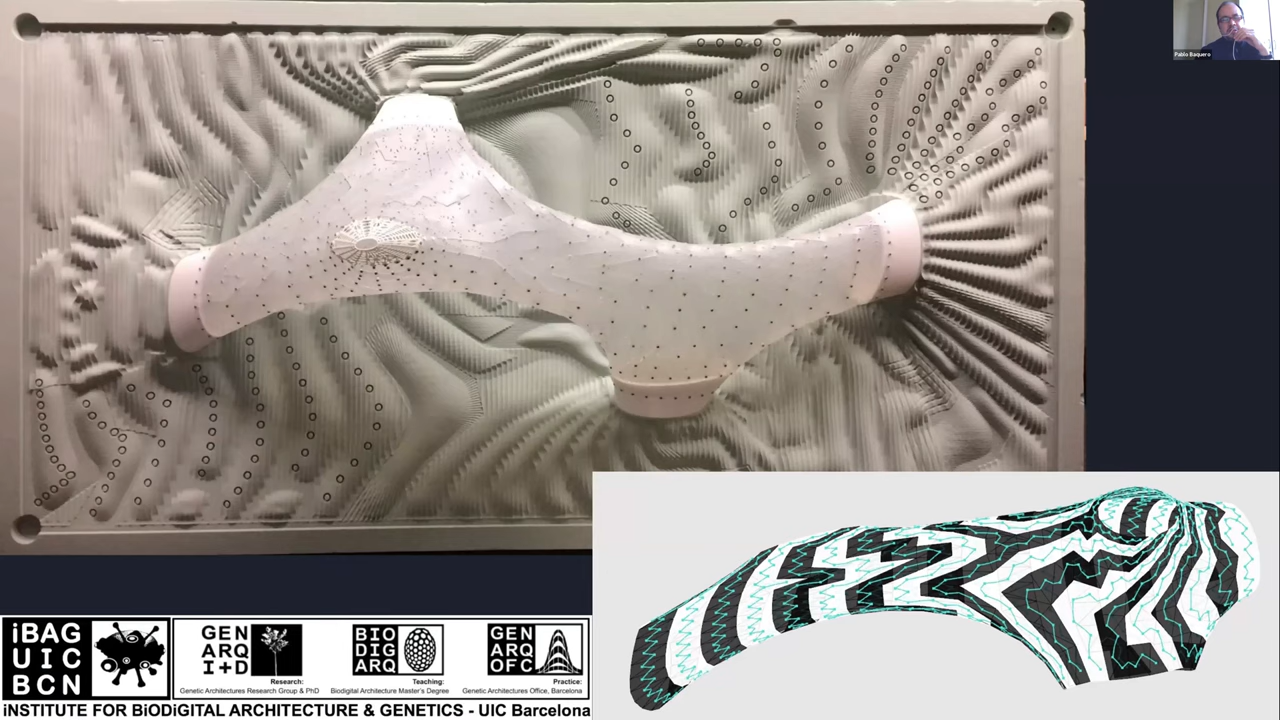 Pablo Baquero
iBAG
UIC
BCN
GEN
ARQ
I+D
Research:
Genetic Architectures Research Group & PhD
BIO
DIG
ARQ
Teaching:
Biodigital Architecture Master's Degree
GEN
ARQ
OFC
Practice:
Genetic Architectures Office, Barcelona
iNSTITUTE FOR BiODiGITAL ARCHITECTURE & GENETICS - UIC Barcelona